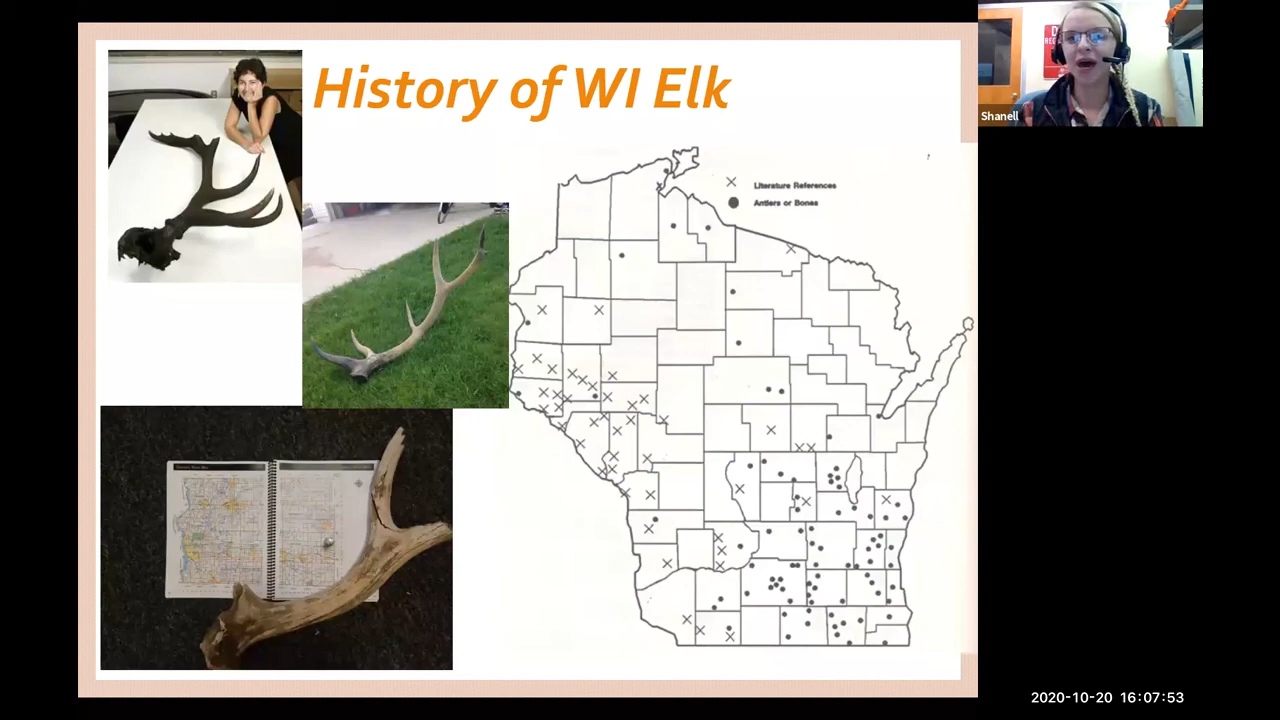 History of WI Elk
Literature References
Antlers or Bones
Shanell
2020-10-20 16:07:53